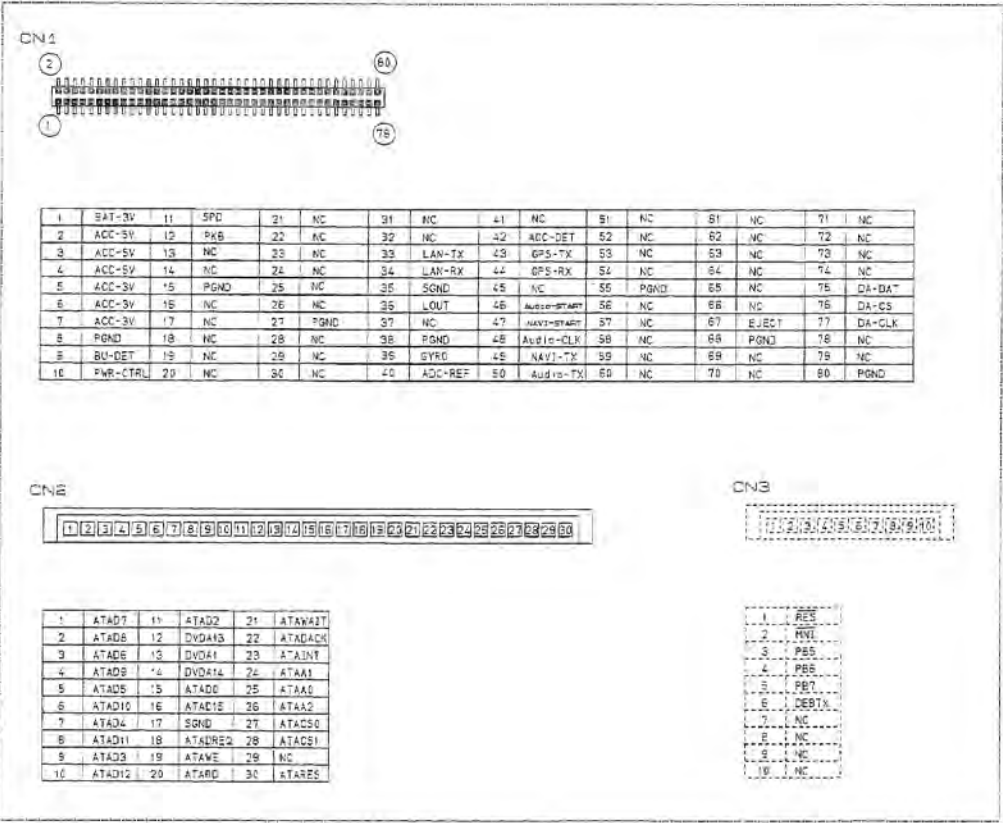 CN1
2 80
1 79
1 BAT-3V 11 SPD 21 NC 31 NC 41 NC 51 NC 61 NC 71 NC
2 ACC-5V 12 PKB 22 NC 32 NC 42 ADC-DET 52 NC 62 NC 72 NC
3 ACC-5V 13 NC 23 NC 33 LAN-TX 43 GPS-TX 53 NC 63 NC 73 NC
4 ACC-5V 14 NC 24 NC 34 LAN-RX 44 GPS-RX 54 NC 64 NC 74 NC
5 ACC-3V 15 PGND 25 NC 35 SGND 45 NC 55 PGND 65 NC 75 DA-DAT
6 ACC-3V 16 NC 26 NC 36 LOUT 46 Audio-START 56 NC 66 NC 76 DA-CS
7 ACC-3V 17 NC 27 PGND 37 NC 47 NAVI-START 57 NC 67 EJECT 77 DA-CLK
8 PGND 18 NC 28 NC 38 PGND 48 Audio-CLK 58 NC 68 PGND 78 NC
9 BU-DET 19 NC 29 NC 39 GYRO 49 NAVI-TX 59 NC 69 NC 79 NC
10 PWR-CTRL 20 NC 30 NC 40 ADC-REF 50 Audio-TX 60 NC 70 NC 80 PGND
CN2
1 2 3 4 5 6 7 8 9 10 11 12 13 14 15 16 17 18 19 20 21 22 23 24 25 26 27 28 29 30
1 ATAD7 11 ATAD2 21 ATAWAIT
2 ATAD8 12 DVDA13 22 ATADACK
3 ATAD6 13 DVDA1 23 ATAINT
4 ATAD9 14 DVDA14 24 ATAA1
5 ATAD5 15 ATAD0 25 ATAA0
6 ATAD10 16 ATAD15 26 ATAA2
7 ATAD4 17 SGND 27 ATACS0
8 ATAD11 18 ATADREQ 28 ATACS1
9 ATAD3 19 ATAWE 29 NC
10 ATAD12 20 ATARD 30 ATARES
CN3
1 2 3 4 5 6 7 8 9 10
1 RES
2 MNI
3 PB5
4 PB6
5 PB7
6 DEBTX
7 NC
8 NC
9 NC
10 NC